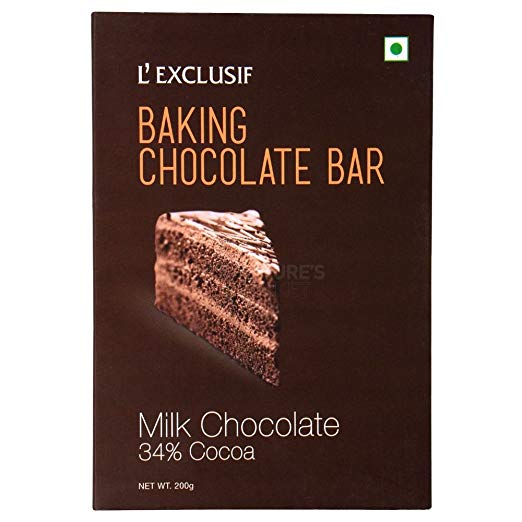 L'EXCLUSIF
BAKING
CHOCOLATE BAR
Milk Chocolate
34% Cocoa
NET WT. 200g